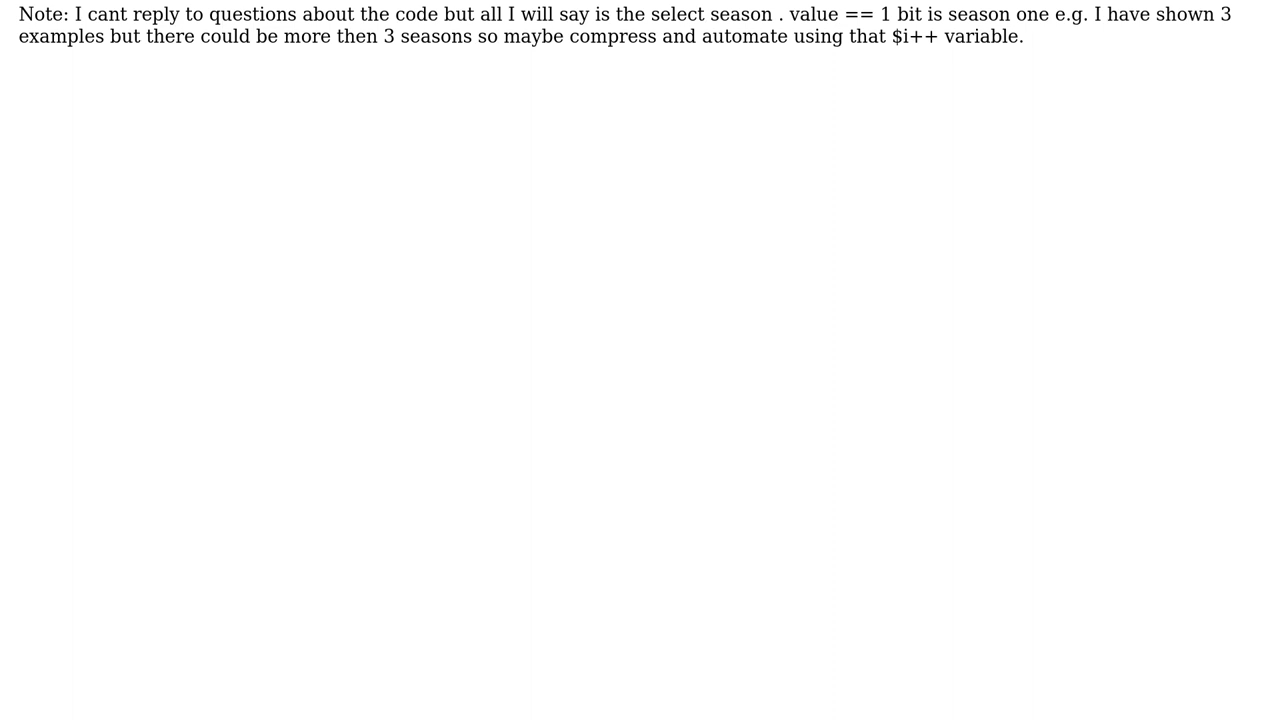 Note: I cant reply to questions about the code but all I will say is the select season . value == 1 bit is season one e.g. I have shown 3
examples but there could be more then 3 seasons so maybe compress and automate using that $i++ variable.